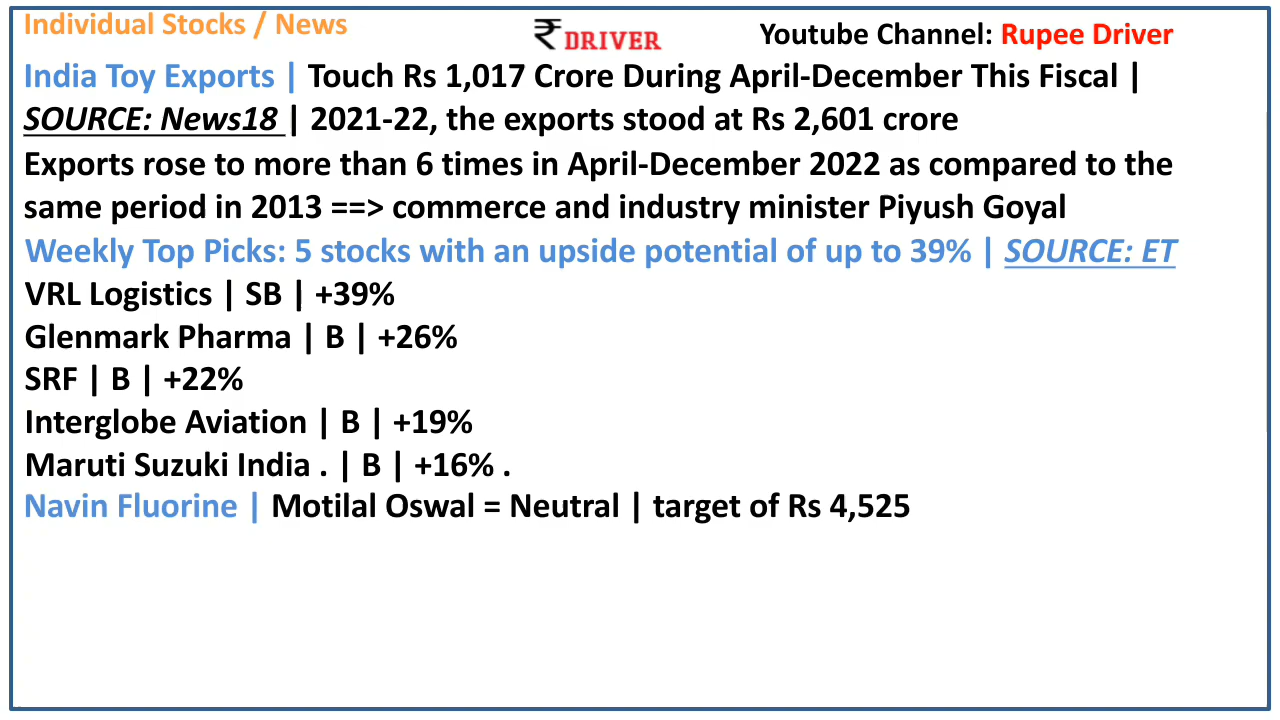 Individual Stocks / News
₹ DRIVER
Youtube Channel: Rupee Driver
India Toy Exports | Touch Rs 1,017 Crore During April-December This Fiscal |
SOURCE: News18 | 2021-22, the exports stood at Rs 2,601 crore
Exports rose to more than 6 times in April-December 2022 as compared to the
same period in 2013 ==> commerce and industry minister Piyush Goyal
Weekly Top Picks: 5 stocks with an upside potential of up to 39% | SOURCE: ET
VRL Logistics | SB | +39%
Glenmark Pharma | B | +26%
SRF | B | +22%
Interglobe Aviation | B | +19%
Maruti Suzuki India . | B | +16% .
Navin Fluorine | Motilal Oswal = Neutral | target of Rs 4,525